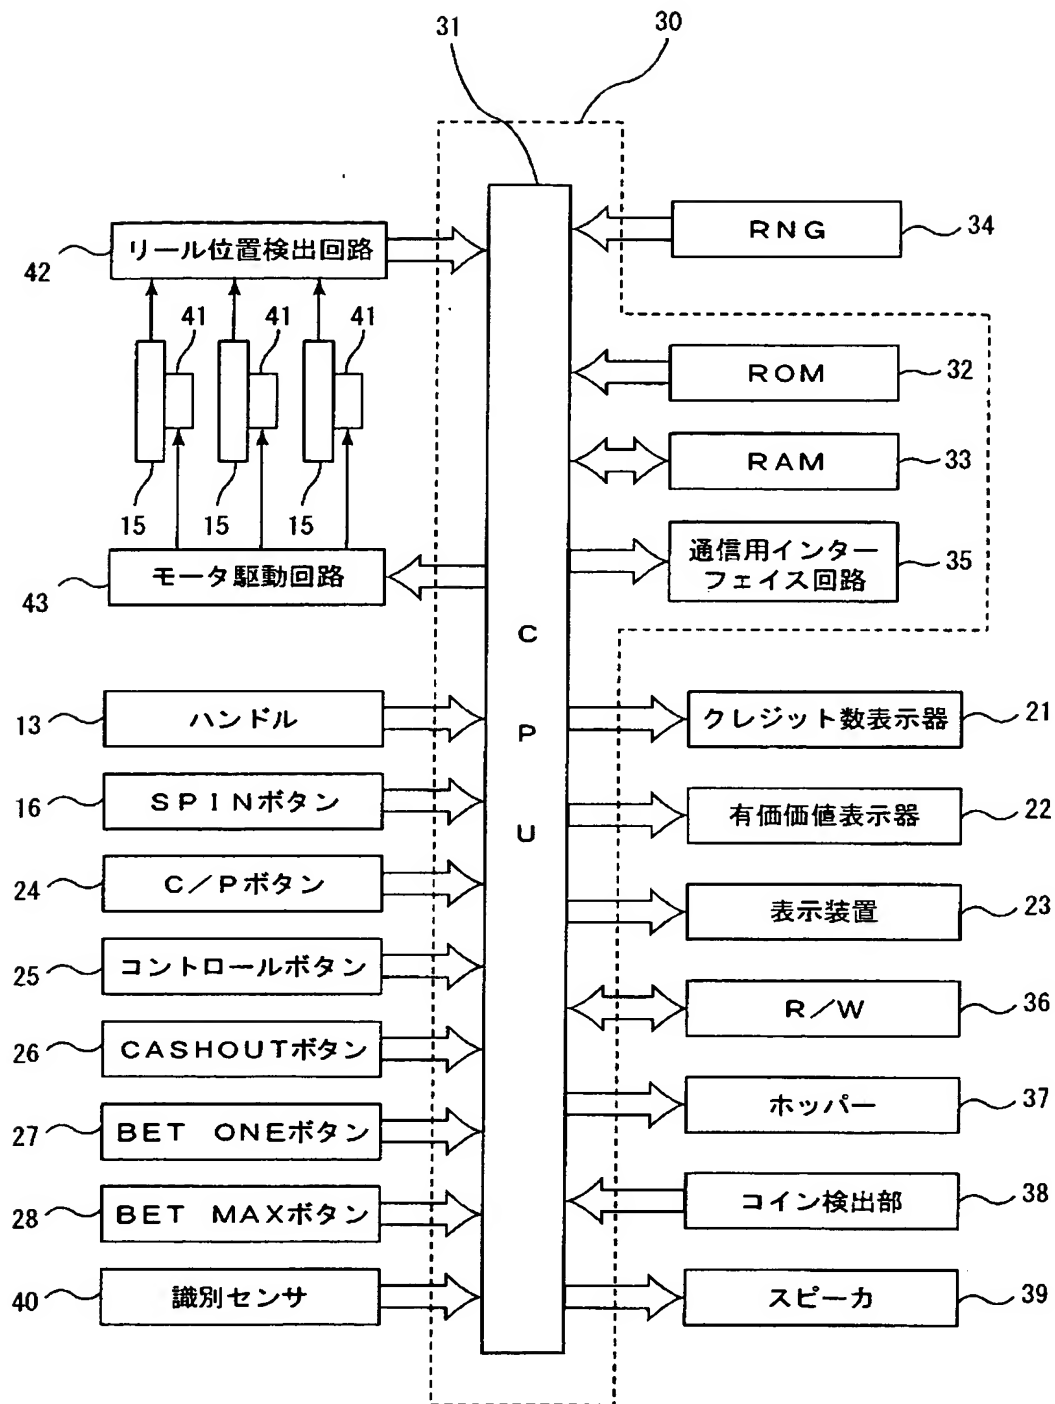 31
30
リール位置検出回路
42
RNG
34
41
41
41
ROM
32
RAM
33
15
15
15
通信用インター
フェイス回路
35
モータ駆動回路
43
C
P
U
ハンドル
13
クレジット数表示器
21
SPINボタン
16
有価価値表示器
22
C/Pボタン
24
表示装置
23
コントロールボタン
25
R/W
36
CASHOUTボタン
26
ホッパー
37
BET ONEボタン
27
コイン検出部
38
BET MAXボタン
28
スピーカ
39
識別センサ
40